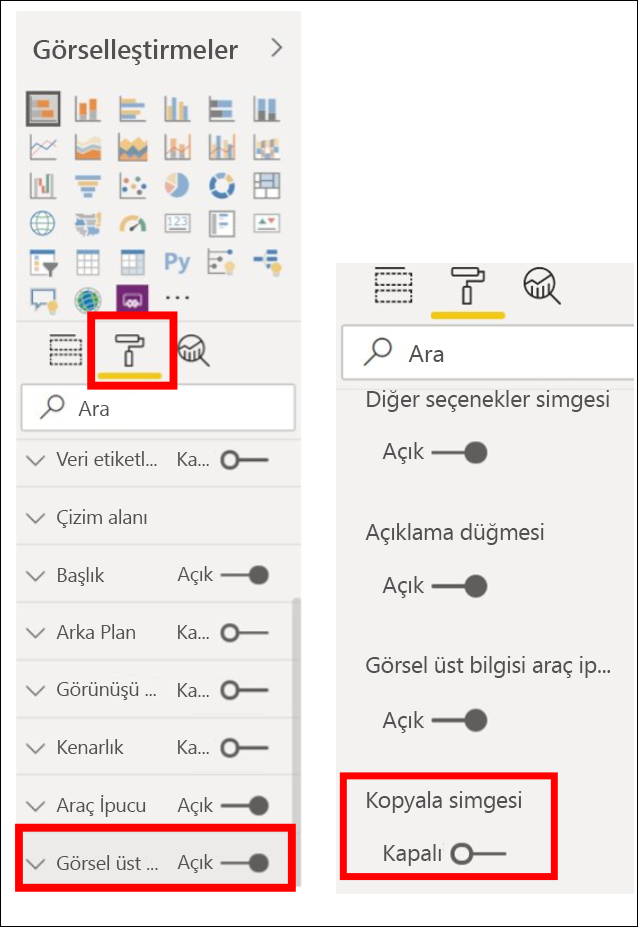 Görselleştirmeler
123
Py
Ara
Veri etiketl... Ka...
Çizim alanı
Başlık Açık
Arka Plan Ka...
Görünüşü ... Ka...
Kenarlık Ka...
Araç İpucu Açık
Görsel üst ... Açık
Ara
Diğer seçenekler simgesi
Açık
Açıklama düğmesi
Açık
Görsel üst bilgisi araç ip...
Açık
Kopyala simgesi
Kapalı